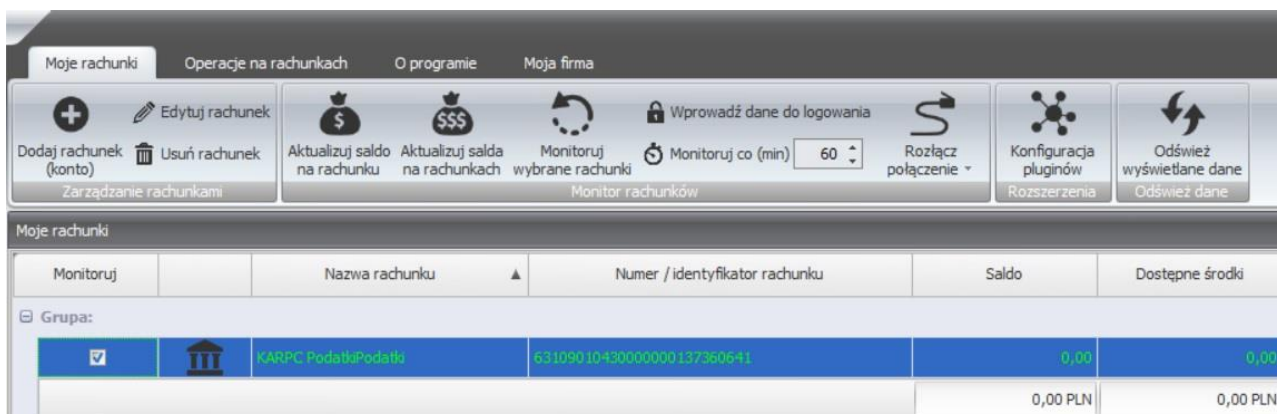 Moje rachunki Operacje na rachunkach O programie Moja firma
Dodaj rachunek (konto)
Edytuj rachunek
Usuń rachunek
Zarządzanie rachunkami
Aktualizuj saldo na rachunku
Aktualizuj salda na rachunkach
Monitoruj wybrane rachunki
Wprowadź dane do logowania
Monitoruj co (min) 60
Rozłącz połączenie
Monitor rachunków
Konfiguracja pluginów
Rozszerzenia
Odśwież wyświetlane dane
Odśwież dane
Moje rachunki
Monitoruj Nazwa rachunku Numer / identyfikator rachunku Saldo Dostępne środki
Grupa:
KARPC PodatkiPodatki 63109010430000000137360641 0,00 0,00
0,00 PLN 0,00 PLN